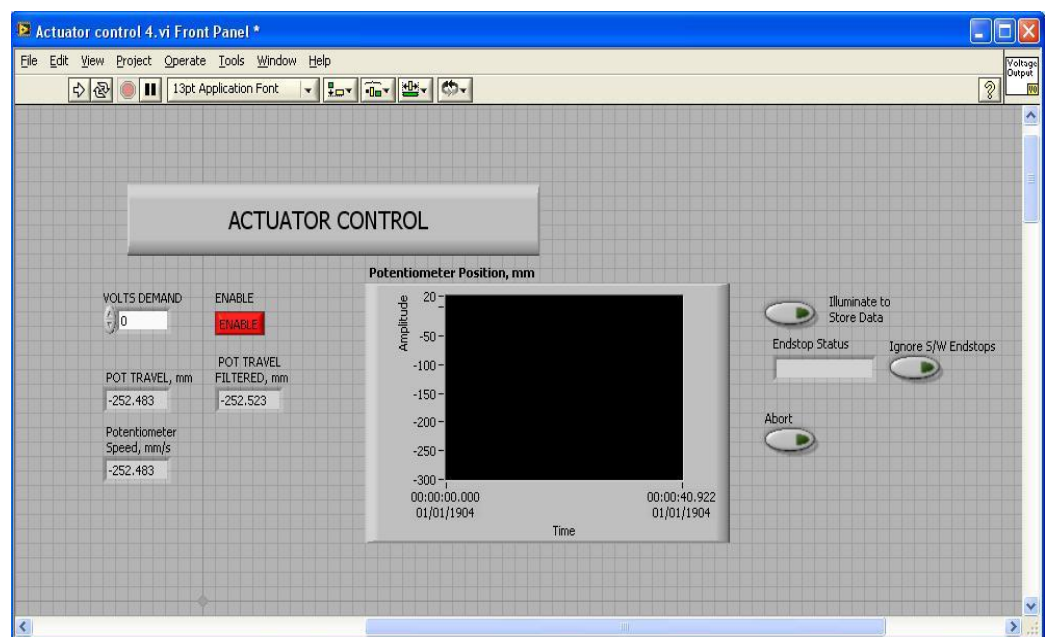 Actuator control 4.vi Front Panel *
File Edit View Project Operate Tools Window Help
Voltage
Output
13pt Application Font
ACTUATOR CONTROL
Potentiometer Position, mm
VOLTS DEMAND
0
ENABLE
ENABLE
POT TRAVEL, mm
-252.483
POT TRAVEL
FILTERED, mm
-252.523
Potentiometer
Speed, mm/s
-252.483
Amplitude
20
-50
-100
-150
-200
-250
-300
00:00:00.000
01/01/1904
00:00:40.922
01/01/1904
Time
Illuminate to
Store Data
Endstop Status
Ignore S/W Endstops
Abort